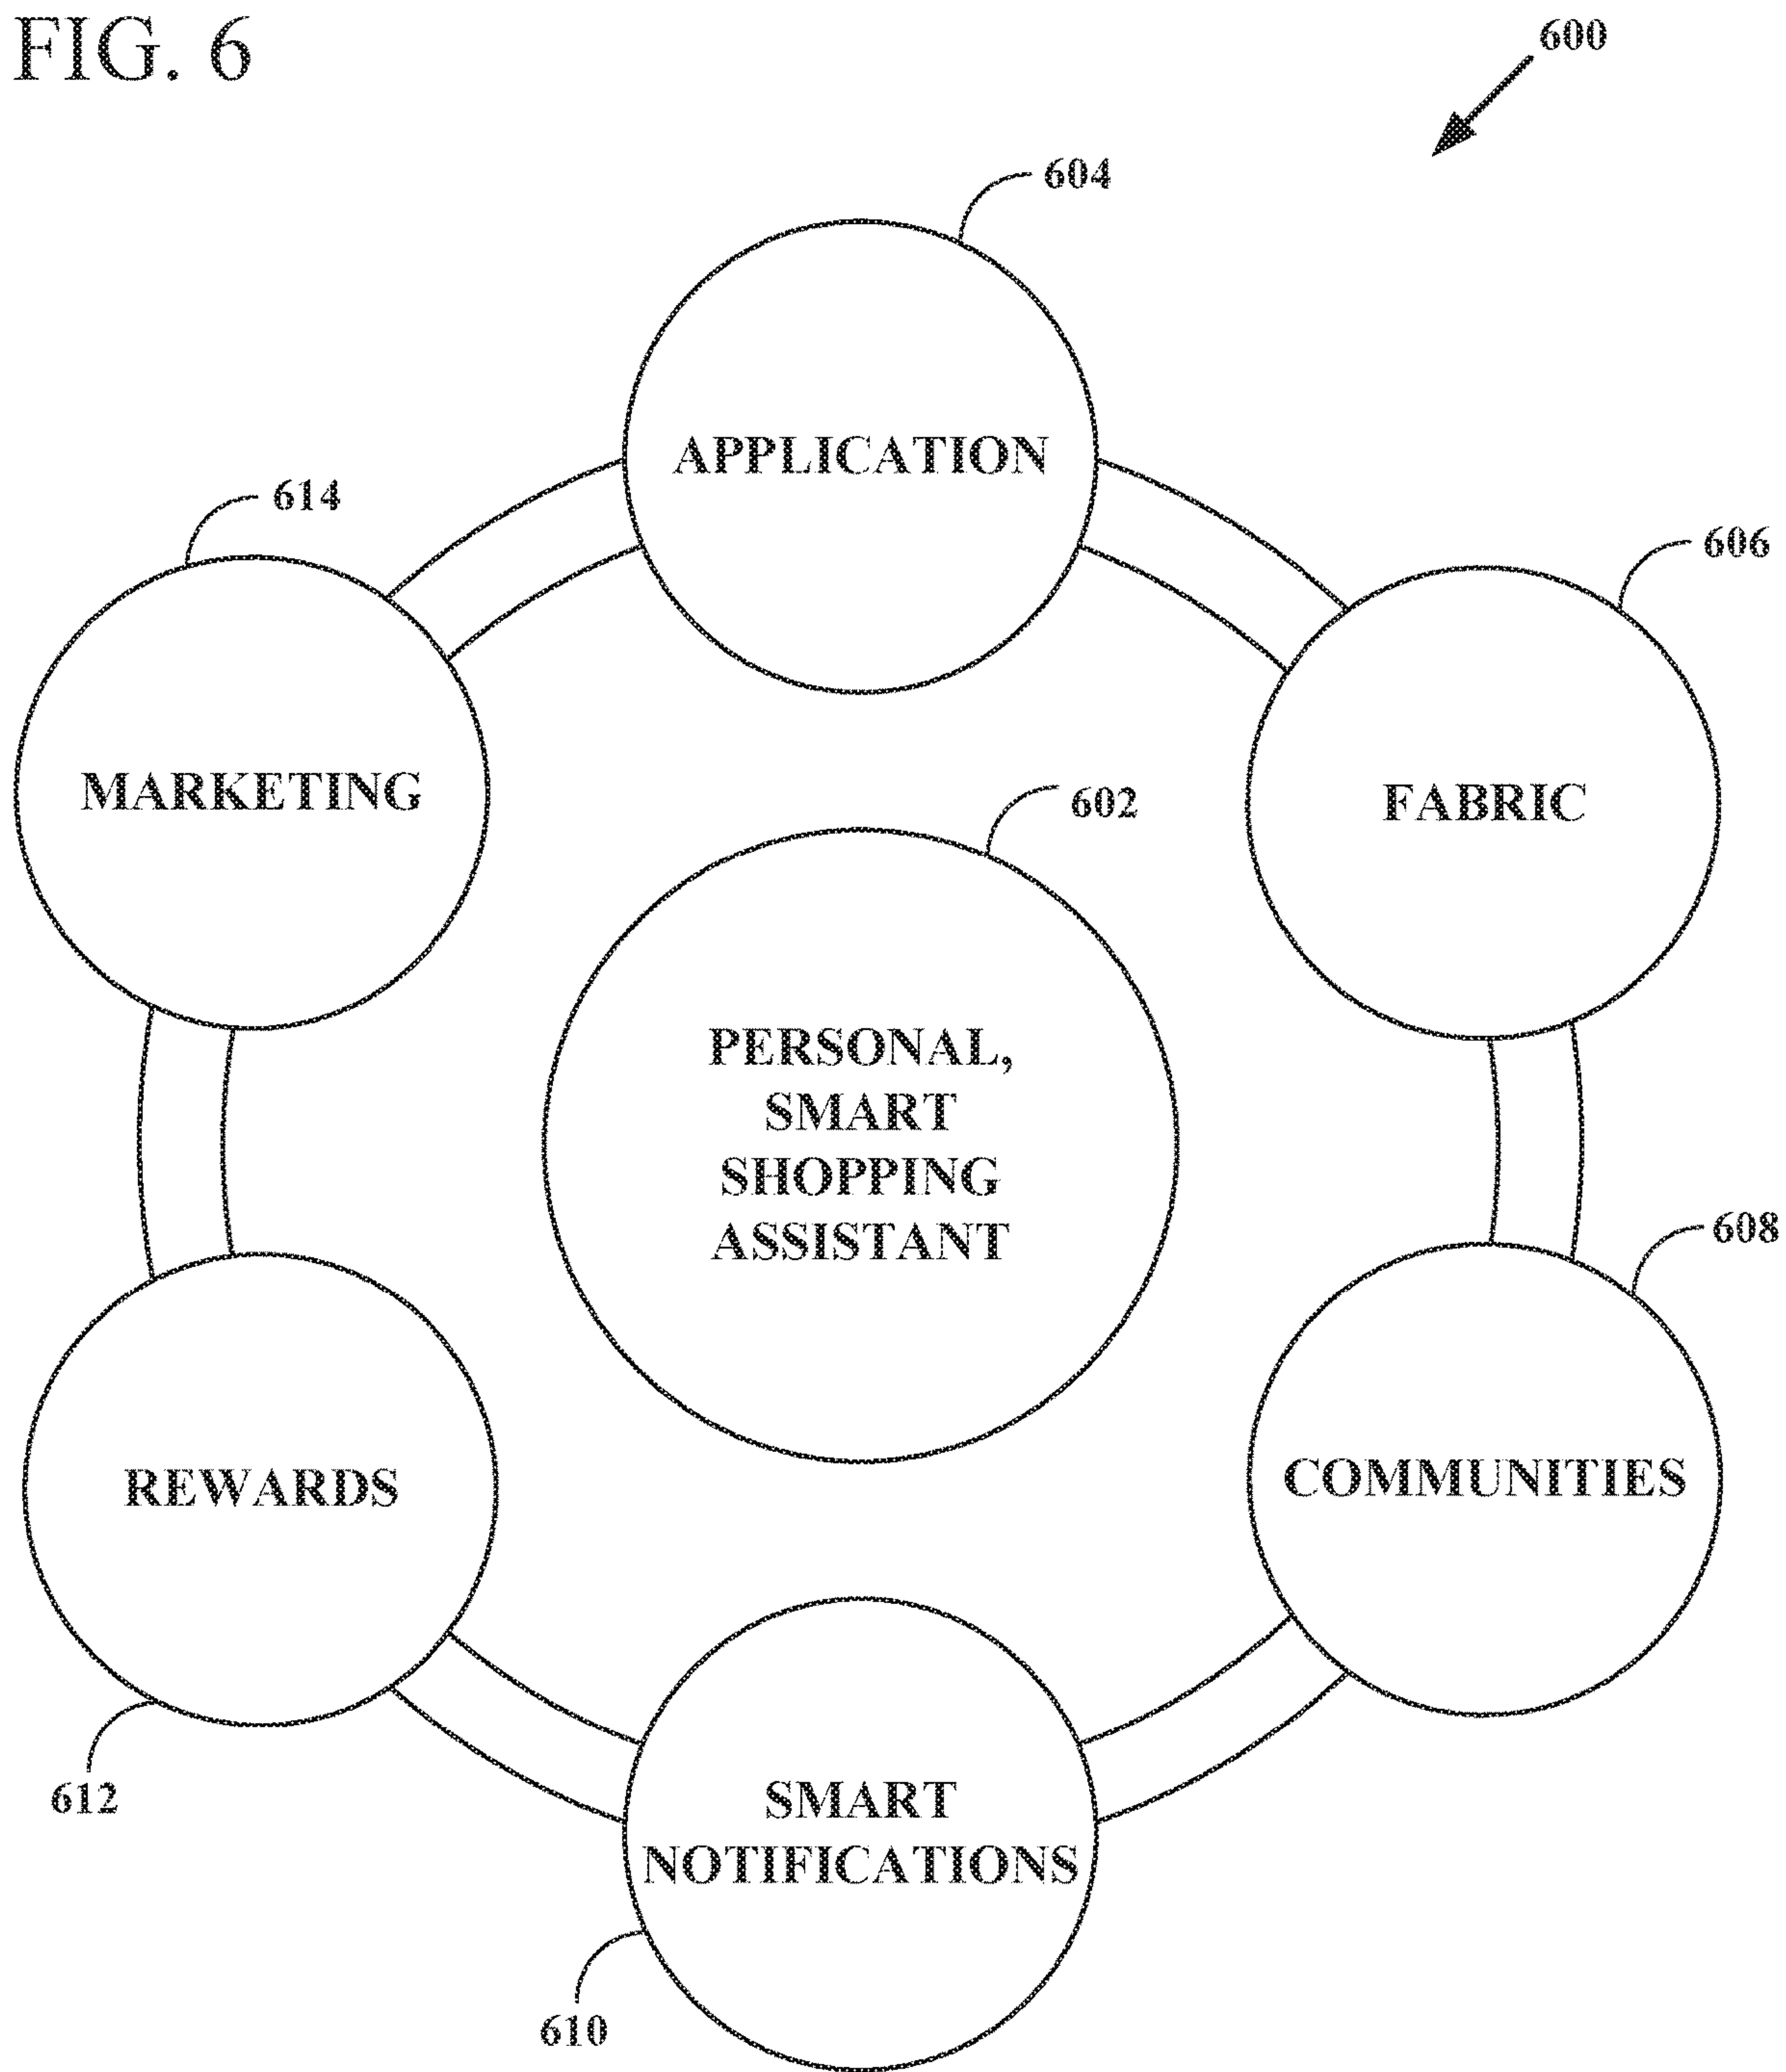 FIG. 6
600
604
APPLICATION
614
606
MARKETING
FABRIC
602
PERSONAL,
SMART
SHOPPING
ASSISTANT
608
REWARDS
COMMUNITIES
612
SMART
NOTIFICATIONS
610